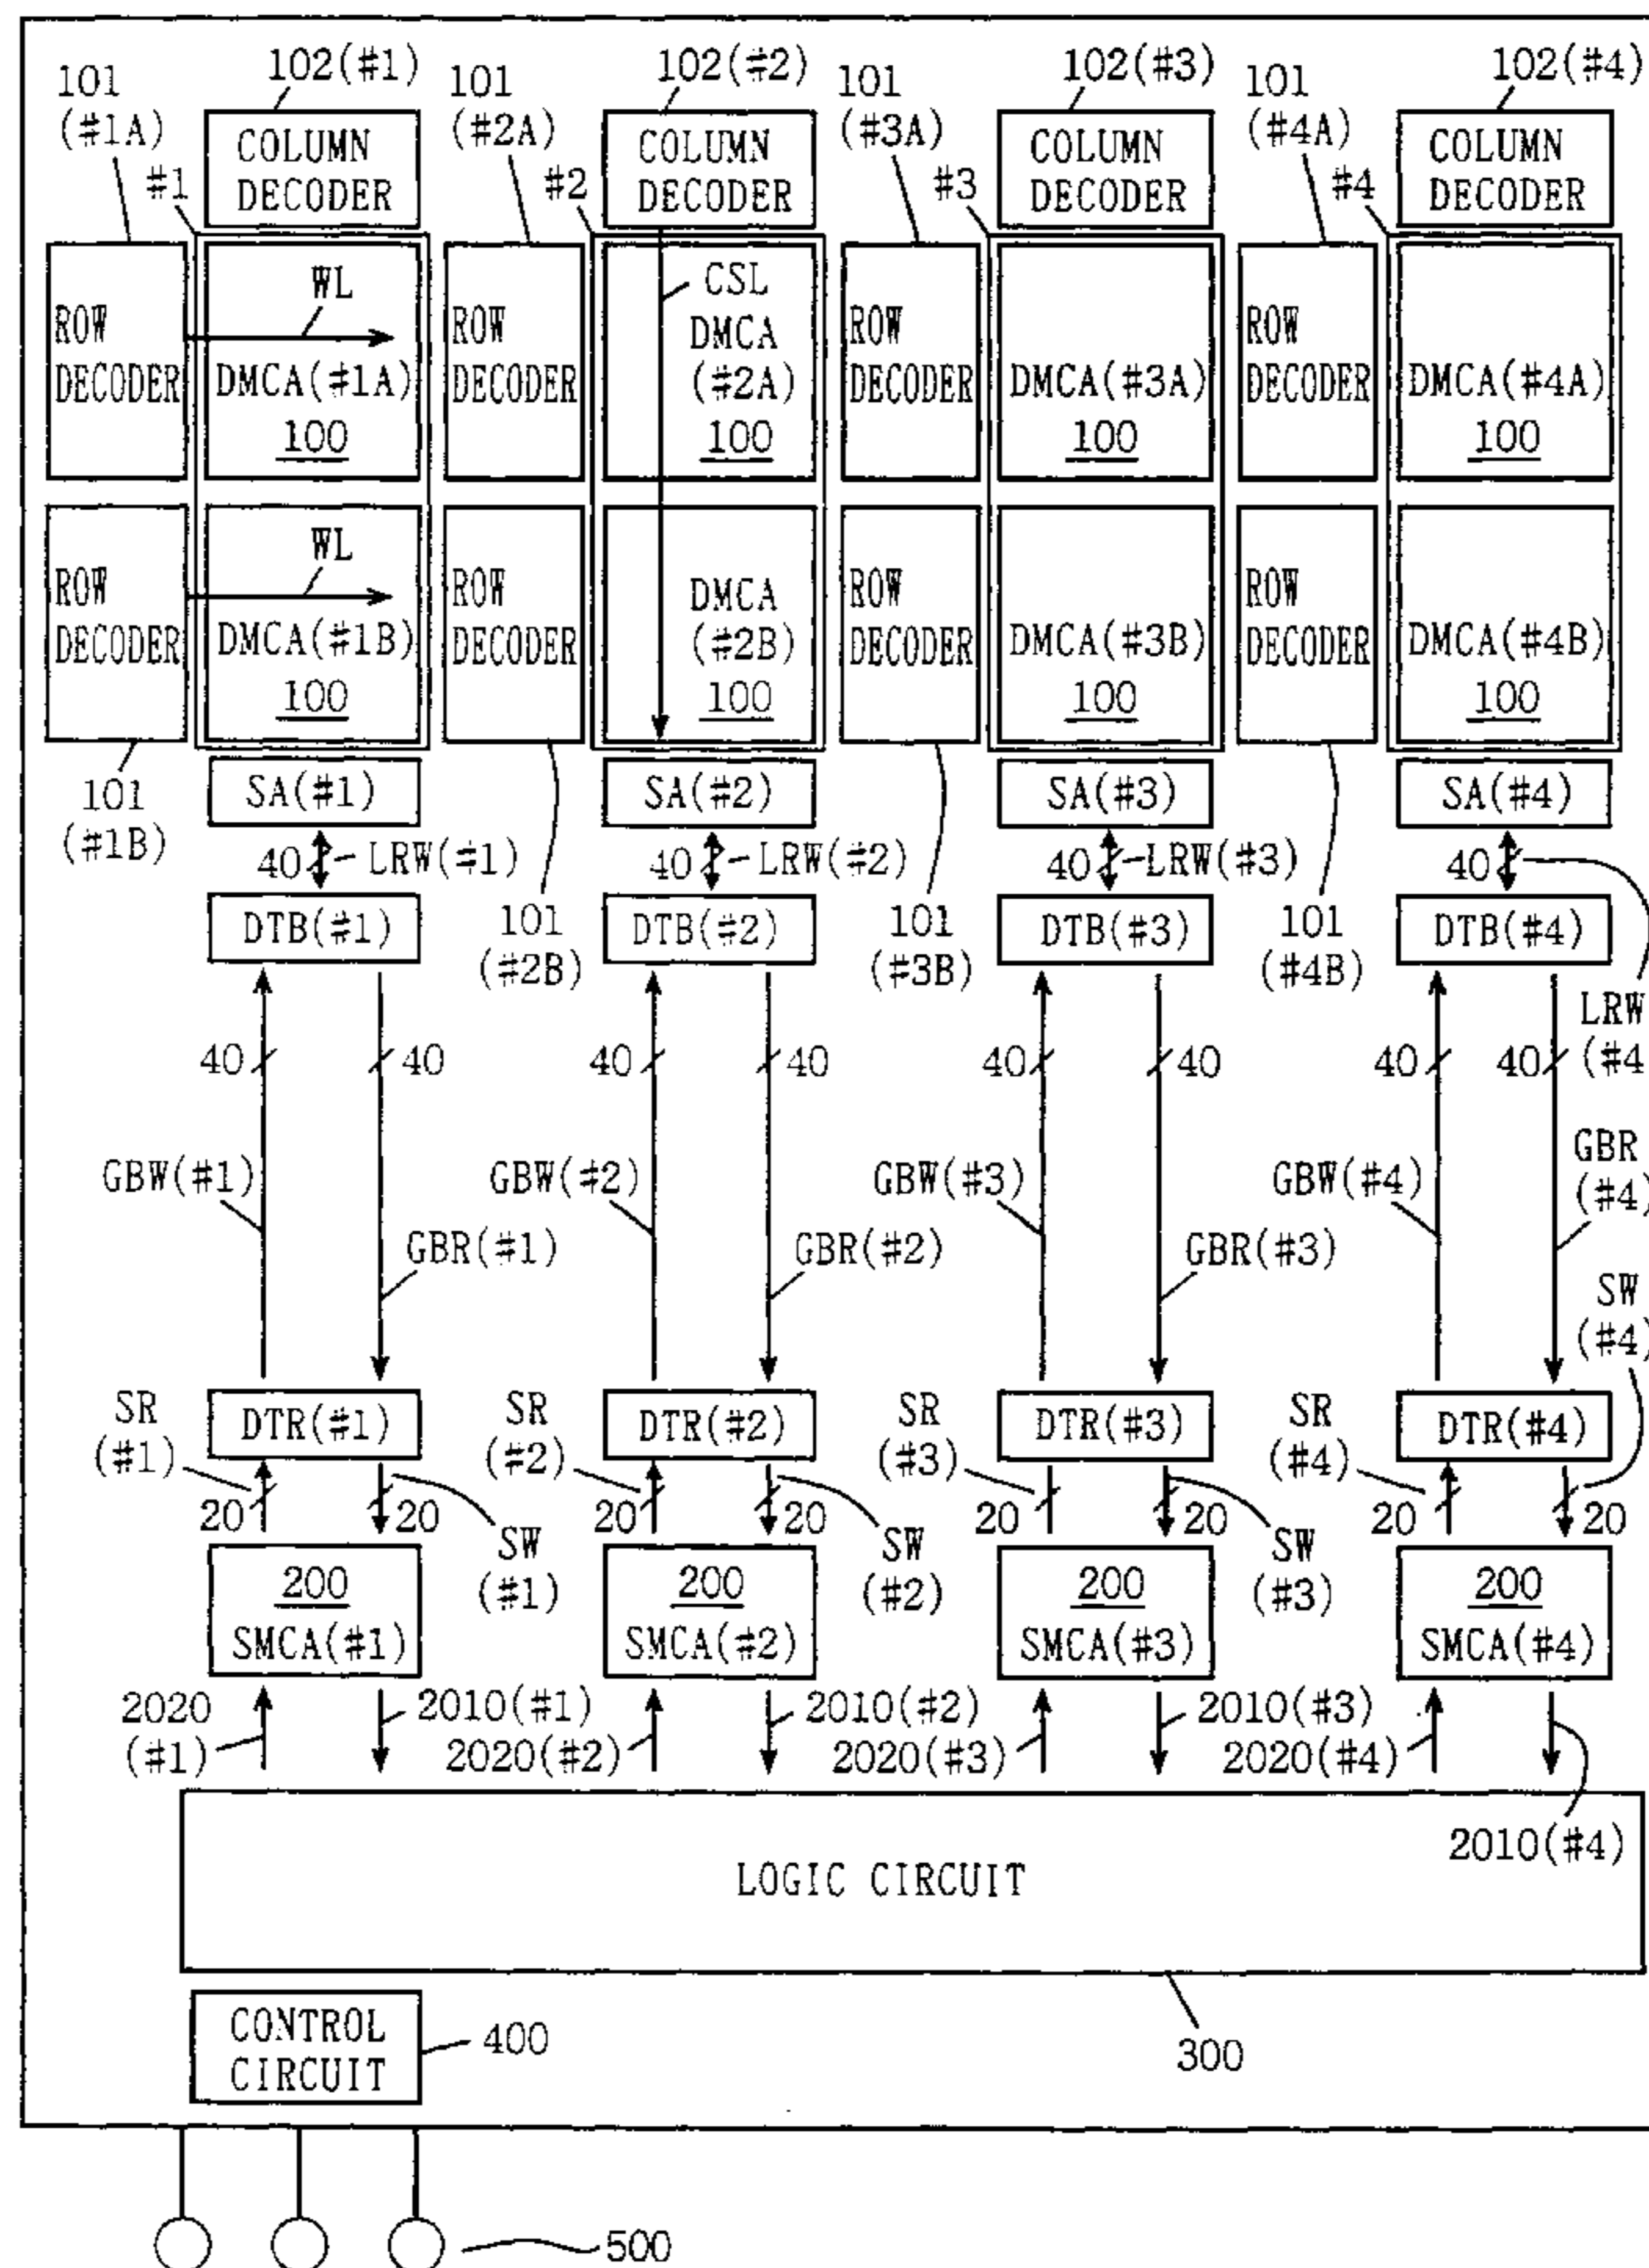 102(#1) 102(#2) 102(#3) 102(#4)
101 101 101 101
(#1A) (#2A) (#3A) (#4A)
COLUMN COLUMN COLUMN COLUMN
DECODER DECODER DECODER DECODER
#1 #2 #3 #4
WL CSL
ROW ROW DMCA ROW ROW
DECODER DMCA(#1A) DECODER (#2A) DECODER DMCA(#3A) DECODER DMCA(#4A)
100 100 100 100
WL
ROW ROW DMCA ROW ROW
DECODER DMCA(#1B) DECODER (#2B) DECODER DMCA(#3B) DECODER DMCA(#4B)
100 100 100 100
101 SA(#1) SA(#2) SA(#3) SA(#4)
(#1B)
40 LRW(#1) 40 LRW(#2) 40 LRW(#3) 40
DTB(#1) 101 DTB(#2) 101 DTB(#3) 101 DTB(#4)
(#2B) (#3B) (#4B)
LRW
(#4
40 40 40 40 40 40 40 40
GBW(#1) GBW(#2) GBW(#3) GBW(#4) GBR
(#4)
GBR(#1) GBR(#2) GBR(#3)
SW
(#4)
SR DTR(#1) SR DTR(#2) SR DTR(#3) SR DTR(#4)
(#1) (#2) (#3) (#4)
20 20 20 20 20 20 20 20
SW SW SW
(#1) (#2) (#3)
200 200 200 200
SMCA(#1) SMCA(#2) SMCA(#3) SMCA(#4)
2020 2010(#1) 2010(#2) 2010(#3)
(#1) 2020(#2) 2020(#3) 2020(#4)
2010(#4)
LOGIC CIRCUIT
300
CONTROL
CIRCUIT
400
500